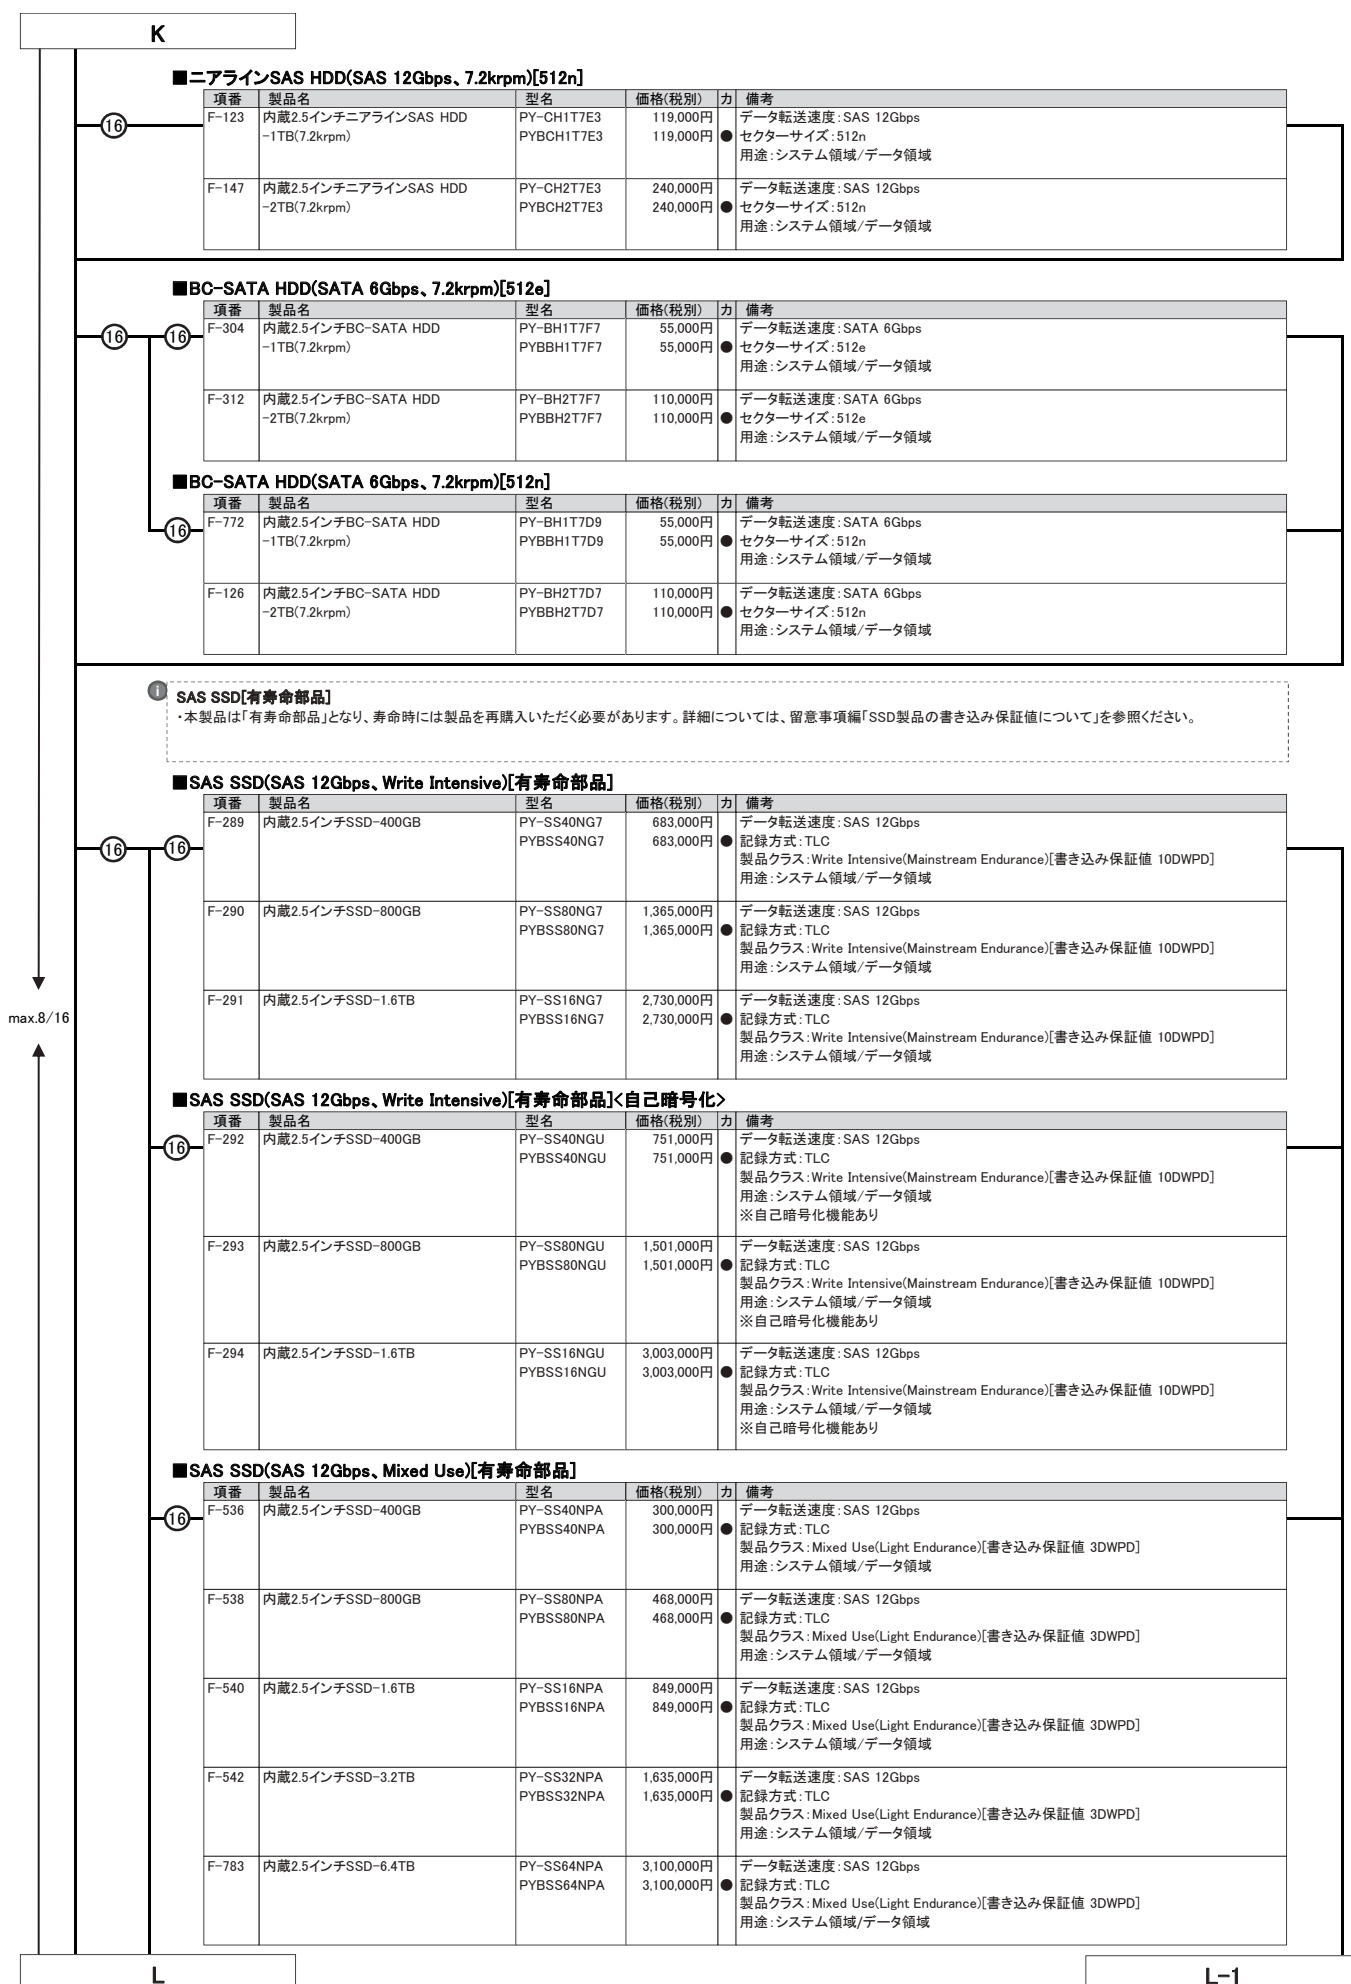 K
■ニアラインSAS HDD(SAS 12Gbps、7.2krpm)[512n]
項番 製品名 型名 価格(税別) カ 備考
⑯ F-123 内蔵2.5インチニアラインSAS HDD PY-CH1T7E3 119,000円 データ転送速度:SAS 12Gbps
-1TB(7.2krpm) PYBCH1T7E3 119,000円 ● セクターサイズ:512n
用途:システム領域/データ領域
F-147 内蔵2.5インチニアラインSAS HDD PY-CH2T7E3 240,000円 データ転送速度:SAS 12Gbps
-2TB(7.2krpm) PYBCH2T7E3 240,000円 ● セクターサイズ:512n
用途:システム領域/データ領域
■BC-SATA HDD(SATA 6Gbps、7.2krpm)[512e]
項番 製品名 型名 価格(税別) カ 備考
⑯ ⑯ F-304 内蔵2.5インチBC-SATA HDD PY-BH1T7F7 55,000円 データ転送速度:SATA 6Gbps
-1TB(7.2krpm) PYBBH1T7F7 55,000円 ● セクターサイズ:512e
用途:システム領域/データ領域
F-312 内蔵2.5インチBC-SATA HDD PY-BH2T7F7 110,000円 データ転送速度:SATA 6Gbps
-2TB(7.2krpm) PYBBH2T7F7 110,000円 ● セクターサイズ:512e
用途:システム領域/データ領域
■BC-SATA HDD(SATA 6Gbps、7.2krpm)[512n]
項番 製品名 型名 価格(税別) カ 備考
⑯ F-772 内蔵2.5インチBC-SATA HDD PY-BH1T7D9 55,000円 データ転送速度:SATA 6Gbps
-1TB(7.2krpm) PYBBH1T7D9 55,000円 ● セクターサイズ:512n
用途:システム領域/データ領域
F-126 内蔵2.5インチBC-SATA HDD PY-BH2T7D7 110,000円 データ転送速度:SATA 6Gbps
-2TB(7.2krpm) PYBBH2T7D7 110,000円 ● セクターサイズ:512n
用途:システム領域/データ領域
i SAS SSD[有寿命部品]
・本製品は「有寿命部品」となり、寿命時には製品を再購入いただく必要があります。詳細については、留意事項編「SSD製品の書き込み保証値について」を参照ください。
■SAS SSD(SAS 12Gbps、Write Intensive)[有寿命部品]
項番 製品名 型名 価格(税別) カ 備考
⑯ ⑯ F-289 内蔵2.5インチSSD-400GB PY-SS40NG7 683,000円 データ転送速度:SAS 12Gbps
PYBSS40NG7 683,000円 ● 記録方式:TLC
製品クラス:Write Intensive(Mainstream Endurance)[書き込み保証値 10DWPD]
用途:システム領域/データ領域
F-290 内蔵2.5インチSSD-800GB PY-SS80NG7 1,365,000円 データ転送速度:SAS 12Gbps
PYBSS80NG7 1,365,000円 ● 記録方式:TLC
製品クラス:Write Intensive(Mainstream Endurance)[書き込み保証値 10DWPD]
用途:システム領域/データ領域
F-291 内蔵2.5インチSSD-1.6TB PY-SS16NG7 2,730,000円 データ転送速度:SAS 12Gbps
max.8/16 PYBSS16NG7 2,730,000円 ● 記録方式:TLC
製品クラス:Write Intensive(Mainstream Endurance)[書き込み保証値 10DWPD]
用途:システム領域/データ領域
■SAS SSD(SAS 12Gbps、Write Intensive)[有寿命部品]<自己暗号化>
項番 製品名 型名 価格(税別) カ 備考
⑯ F-292 内蔵2.5インチSSD-400GB PY-SS40NGU 751,000円 データ転送速度:SAS 12Gbps
PYBSS40NGU 751,000円 ● 記録方式:TLC
製品クラス:Write Intensive(Mainstream Endurance)[書き込み保証値 10DWPD]
用途:システム領域/データ領域
※自己暗号化機能あり
F-293 内蔵2.5インチSSD-800GB PY-SS80NGU 1,501,000円 データ転送速度:SAS 12Gbps
PYBSS80NGU 1,501,000円 ● 記録方式:TLC
製品クラス:Write Intensive(Mainstream Endurance)[書き込み保証値 10DWPD]
用途:システム領域/データ領域
※自己暗号化機能あり
F-294 内蔵2.5インチSSD-1.6TB PY-SS16NGU 3,003,000円 データ転送速度:SAS 12Gbps
PYBSS16NGU 3,003,000円 ● 記録方式:TLC
製品クラス:Write Intensive(Mainstream Endurance)[書き込み保証値 10DWPD]
用途:システム領域/データ領域
※自己暗号化機能あり
■SAS SSD(SAS 12Gbps、Mixed Use)[有寿命部品]
項番 製品名 型名 価格(税別) カ 備考
⑯ F-536 内蔵2.5インチSSD-400GB PY-SS40NPA 300,000円 データ転送速度:SAS 12Gbps
PYBSS40NPA 300,000円 ● 記録方式:TLC
製品クラス:Mixed Use(Light Endurance)[書き込み保証値 3DWPD]
用途:システム領域/データ領域
F-538 内蔵2.5インチSSD-800GB PY-SS80NPA 468,000円 データ転送速度:SAS 12Gbps
PYBSS80NPA 468,000円 ● 記録方式:TLC
製品クラス:Mixed Use(Light Endurance)[書き込み保証値 3DWPD]
用途:システム領域/データ領域
F-540 内蔵2.5インチSSD-1.6TB PY-SS16NPA 849,000円 データ転送速度:SAS 12Gbps
PYBSS16NPA 849,000円 ● 記録方式:TLC
製品クラス:Mixed Use(Light Endurance)[書き込み保証値 3DWPD]
用途:システム領域/データ領域
F-542 内蔵2.5インチSSD-3.2TB PY-SS32NPA 1,635,000円 データ転送速度:SAS 12Gbps
PYBSS32NPA 1,635,000円 ● 記録方式:TLC
製品クラス:Mixed Use(Light Endurance)[書き込み保証値 3DWPD]
用途:システム領域/データ領域
F-783 内蔵2.5インチSSD-6.4TB PY-SS64NPA 3,100,000円 データ転送速度:SAS 12Gbps
PYBSS64NPA 3,100,000円 ● 記録方式:TLC
製品クラス:Mixed Use(Light Endurance)[書き込み保証値 3DWPD]
用途:システム領域/データ領域
L L-1